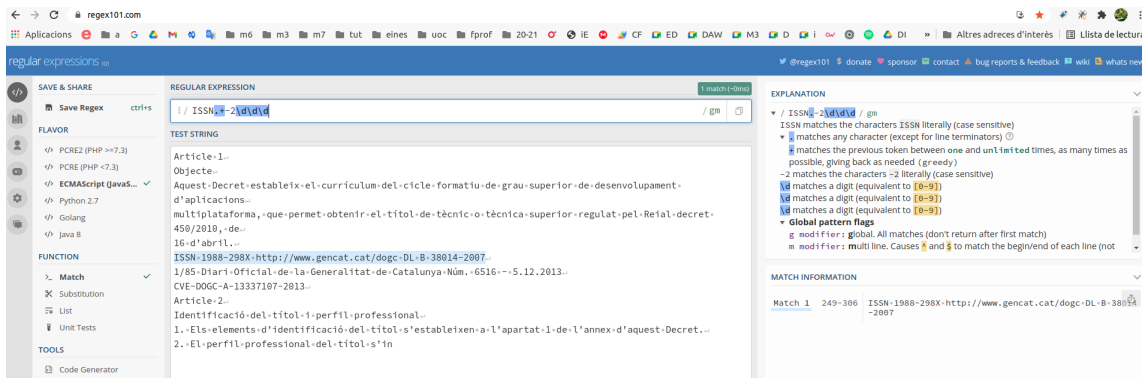 regex101.com
Aplicacions a G m6 m3 m7 tut eines uoc fprof 20-21 iE CF ED DAW M3 D i DI » Altres adreces d'interès Llista de lectura
regular expressions 101
@regex101 $ donate sponsor contact bug reports & feedback wiki whats new
SAVE & SHARE
Save Regex ctrl+s
FLAVOR
</> PCRE2 (PHP >=7.3)
</> PCRE (PHP <7.3)
</> ECMAScript (JavaS... ✓
</> Python 2.7
</> Golang
</> Java 8
FUNCTION
>_ Match ✓
Substitution
List
Unit Tests
TOOLS
Code Generator
REGULAR EXPRESSION
1 match (~0ms)
/ ISSN.+-2\d\d\d / gm
TEST STRING
Article·1↵
Objecte↵
Aquest·Decret·estableix·el·currículum·del·cicle·formatiu·de·grau·superior·de·desenvolupament·
d'aplicacions↵
multiplataforma,·que·permet·obtenir·el·títol·de·tècnic·o·tècnica·superior·regulat·pel·Reial·decret·
450/2010,·de↵
16·d'abril.↵
ISSN·1988-298X·http://www.gencat.cat/dogc·DL·B·38014-2007↵
1/85·Diari·Oficial·de·la·Generalitat·de·Catalunya·Núm.·6516·-·5.12.2013↵
CVE-DOGC-A-13337107-2013↵
Article·2↵
Identificació·del·títol·i·perfil·professional↵
1.·Els·elements·d'identificació·del·títol·s'estableixen·a·l'apartat·1·de·l'annex·d'aquest·Decret.↵
2.·El·perfil·professional·del·títol·s'in
EXPLANATION
/ ISSN.+-2\d\d\d / gm
ISSN matches the characters ISSN literally (case sensitive)
. matches any character (except for line terminators)
+ matches the previous token between one and unlimited times, as many times as
possible, giving back as needed (greedy)
-2 matches the characters -2 literally (case sensitive)
\d matches a digit (equivalent to [0-9])
\d matches a digit (equivalent to [0-9])
\d matches a digit (equivalent to [0-9])
Global pattern flags
g modifier: global. All matches (don't return after first match)
m modifier: multi line. Causes ^ and $ to match the begin/end of each line (not
MATCH INFORMATION
Match 1 249-306 ISSN·1988-298X·http://www.gencat.cat/dogc·DL·B·38014
-2007